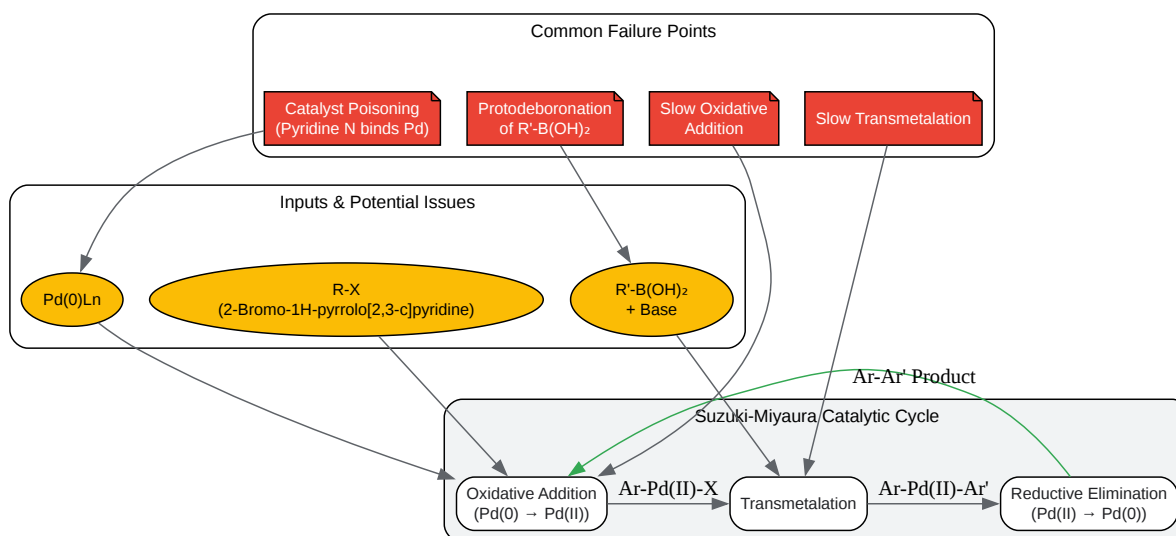 Common Failure Points
Catalyst Poisoning
(Pyridine N binds Pd)
Protodeboronation
of R'-B(OH)₂
Slow Oxidative
Addition
Slow Transmetalation
Inputs & Potential Issues
Pd(0)Ln
R-X
(2-Bromo-1H-pyrrolo[2,3-c]pyridine)
R'-B(OH)₂
+ Base
Ar-Ar' Product
Suzuki-Miyaura Catalytic Cycle
Oxidative Addition
(Pd(0) → Pd(II))
Ar-Pd(II)-X
Transmetalation
Ar-Pd(II)-Ar'
Reductive Elimination
(Pd(II) → Pd(0))